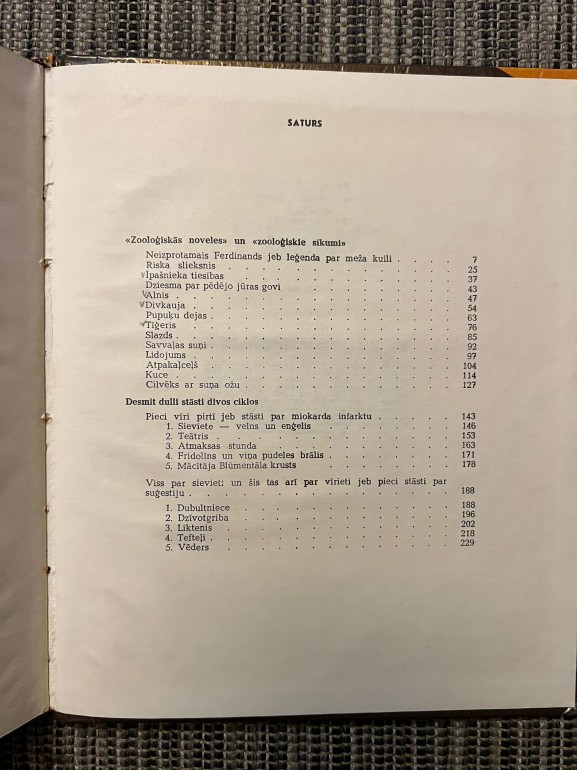 SATURS
«Zooloģiskās noveles» un «zooloģiskie sīkumi»
Neizprotamais Ferdinands jeb leģenda par meža kuili . . . . 7
Riska slieksnis . . . . . . . . . . . . . 25
Īpašnieka tiesības . . . . . . . . . . . . 37
Dziesma par pēdējo jūras govi . . . . . . . . 43
Alnis . . . . . . . . . . . . . . . . 47
Divkauja . . . . . . . . . . . . . . . 54
Pupuķu dejas . . . . . . . . . . . . . . 63
Tīģeris . . . . . . . . . . . . . . . 76
Slazds . . . . . . . . . . . . . . . . 85
Savvaļas suņi . . . . . . . . . . . . . 92
Lidojums . . . . . . . . . . . . . . . 97
Atpakaļceļš . . . . . . . . . . . . . . 104
Kuce . . . . . . . . . . . . . . . . 114
Cilvēks ar suņa ožu . . . . . . . . . . . 127
Desmit dulli stāsti divos ciklos
Pieci vīri pirtī jeb stāsti par miokarda infarktu . . . . . 143
1. Sieviete — velns un eņģelis . . . . . . . . 146
2. Teātris . . . . . . . . . . . . . . 153
3. Atmaksas stunda . . . . . . . . . . . 163
4. Fridolīns un viņa pudeles brālis . . . . . . . 171
5. Mācītāja Blūmentāla krusts . . . . . . . . 178
Viss par sievieti: un šis tas arī par vīrieti jeb pieci stāsti par
suģestiju . . . . . . . . . . . . . . . 188
1. Dubultniece . . . . . . . . . . . . . 188
2. Dzīvotgriba . . . . . . . . . . . . . 196
3. Liktenis . . . . . . . . . . . . . . 202
4. Tefteļi . . . . . . . . . . . . . . 218
5. Vēders . . . . . . . . . . . . . . 229